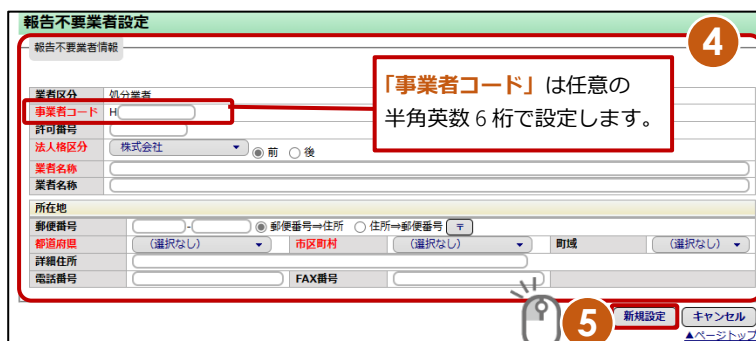 報告不要業者設定
報告不要業者情報
4
業者区分 処分業者
事業者コード H
「事業者コード」は任意の
半角英数6桁で設定します。
許可番号
法人格区分 株式会社 前 後
業者名称
業者名称
所在地
郵便番号 - 郵便番号⇒住所 住所⇒郵便番号 〒
都道府県 (選択なし) 市区町村 (選択なし) 町域 (選択なし)
詳細住所
電話番号 FAX番号
5
新規設定 キャンセル
▲ページトップ